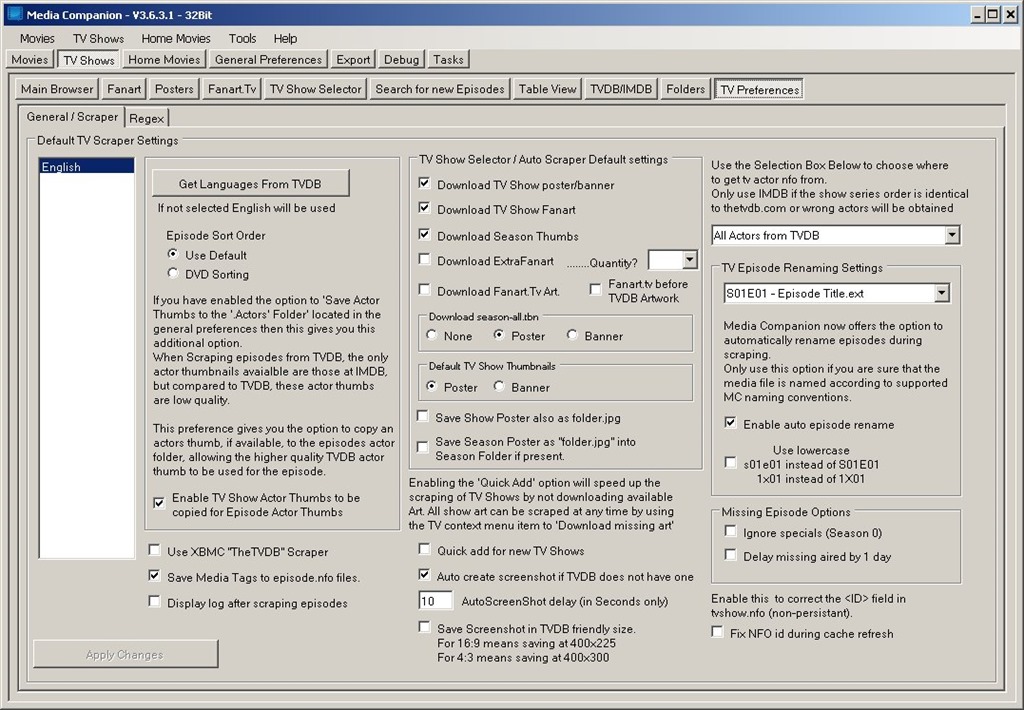 Media Companion - V3.6.3.1 - 32Bit
Movies TV Shows Home Movies Tools Help
Movies TV Shows Home Movies General Preferences Export Debug Tasks
Main Browser Fanart Posters Fanart.Tv TV Show Selector Search for new Episodes Table View TVDB/IMDB Folders TV Preferences
General / Scraper Regex
Default TV Scraper Settings
English
Get Languages From TVDB
If not selected English will be used
Episode Sort Order
Use Default
DVD Sorting
If you have enabled the option to 'Save Actor
Thumbs to the '.Actors' Folder' located in the
general preferences then this gives you this
additional option.
When Scraping episodes from TVDB, the only
actor thumbnails avaialble are those at IMDB,
but compared to TVDB, these actor thumbs
are low quality.
This preference gives you the option to copy an
actors thumb, if available, to the episodes actor
folder, allowing the higher quality TVDB actor
thumb to be used for the episode.
Enable TV Show Actor Thumbs to be
copied for Episode Actor Thumbs
Use XBMC "TheTVDB" Scraper
Save Media Tags to episode.nfo files.
Display log after scraping episodes
Apply Changes
TV Show Selector / Auto Scraper Default settings
Download TV Show poster/banner
Download TV Show Fanart
Download Season Thumbs
Download ExtraFanart ........Quantity?
Download Fanart.Tv Art.
Fanart.tv before
TVDB Artwork
Download season-all.tbn
None Poster Banner
Default TV Show Thumbnails
Poster Banner
Save Show Poster also as folder.jpg
Save Season Poster as "folder.jpg" into
Season Folder if present.
Enabling the 'Quick Add' option will speed up the
scraping of TV Shows by not downloading available
Art. All show art can be scraped at any time by using
the TV context menu item to 'Download missing art'
Quick add for new TV Shows
Auto create screenshot if TVDB does not have one
10 AutoScreenShot delay (in Seconds only)
Save Screenshot in TVDB friendly size.
For 16:9 means saving at 400x225
For 4:3 means saving at 400x300
Use the Selection Box Below to choose where
to get tv actor nfo from.
Only use IMDB if the show series order is identical
to thetvdb.com or wrong actors will be obtained
All Actors from TVDB
TV Episode Renaming Settings
S01E01 - Episode Title.ext
Media Companion now offers the option to
automatically rename episodes during
scraping.
Only use this option if you are sure that the
media file is named according to supported
MC naming conventions.
Enable auto episode rename
Use lowercase
s01e01 instead of S01E01
1x01 instead of 1X01
Missing Episode Options
Ignore specials (Season 0)
Delay missing aired by 1 day
Enable this to correct the <ID> field in
tvshow.nfo (non-persistant).
Fix NFO id during cache refresh